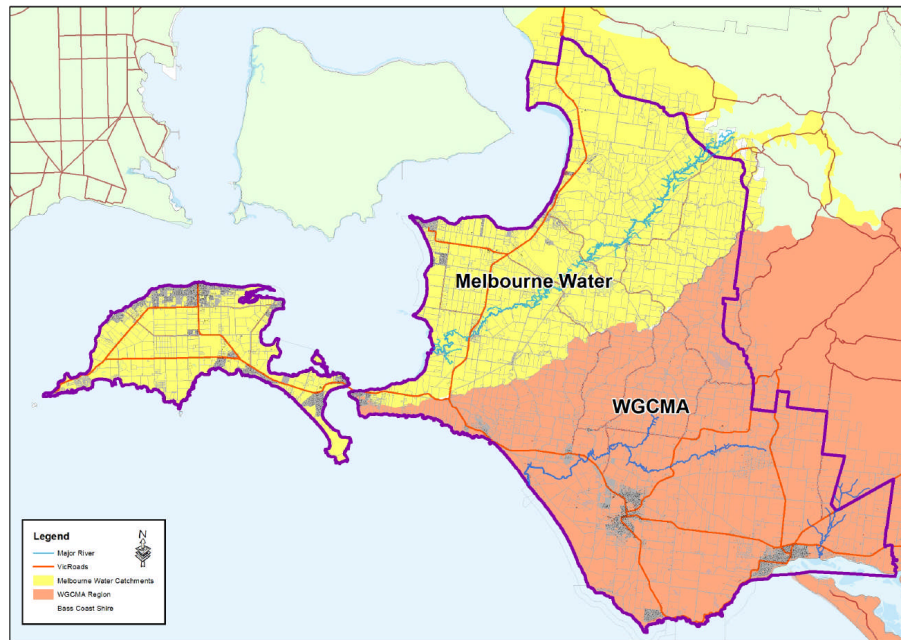 Melbourne Water
WGCMA
Legend
N
Major River
VicRoads
Melbourne Water Catchments
WGCMA Region
Bass Coast Shire